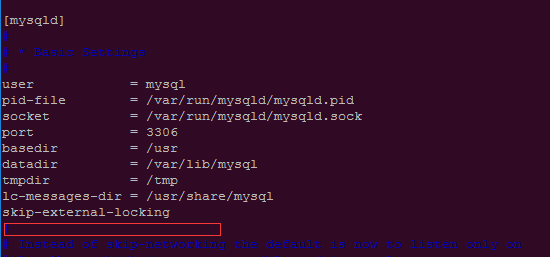 [mysqld]
#
# * Basic Settings
#
user = mysql
pid-file = /var/run/mysqld/mysqld.pid
socket = /var/run/mysqld/mysqld.sock
port = 3306
basedir = /usr
datadir = /var/lib/mysql
tmpdir = /tmp
lc-messages-dir = /usr/share/mysql
skip-external-locking
# Instead of skip-networking the default is now to listen only on